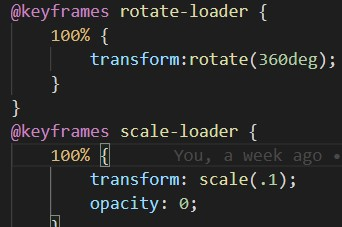 @keyframes rotate-loader {
    100% {
        transform:rotate(360deg);
    }
}
@keyframes scale-loader {
    100% {        You, a week ago •
        transform: scale(.1);
        opacity: 0;
    }